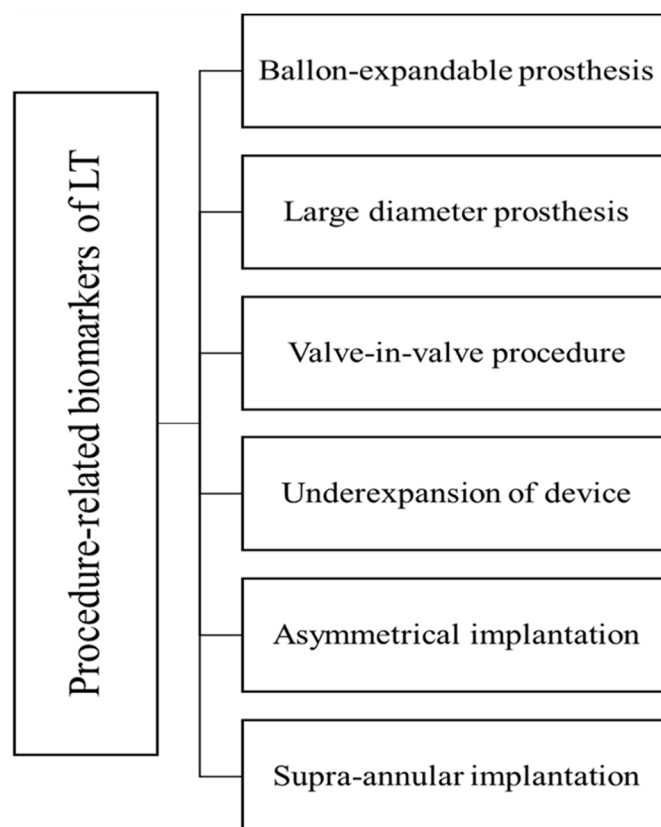 Procedure-related biomarkers of LT
Ballon-expandable prosthesis
Large diameter prosthesis
Valve-in-valve procedure
Underexpansion of device
Asymmetrical implantation
Supra-annular implantation